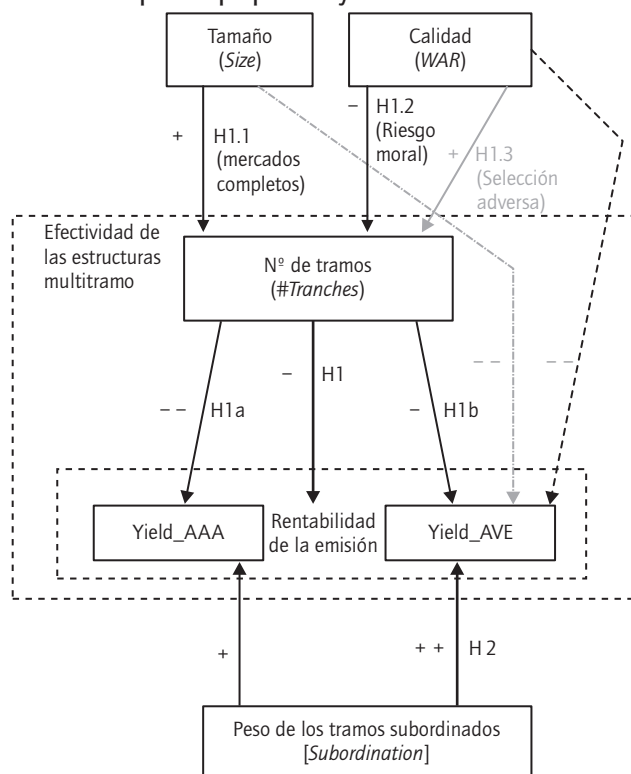 Tamaño
(Size)
Calidad
(WAR)
+
H1.1
(mercados
completos)
–
H1.2
(Riesgo
moral)
+
H1.3
(Selección
adversa)
Efectividad de
las estructuras
multitramo
Nº de tramos
(#Tranches)
– –
H1a
–
H1
–
H1b
– –
– –
Yield_AAA
Rentabilidad
de la emisión
Yield_AVE
+
+ +
H 2
Peso de los tramos subordinados
[Subordination]